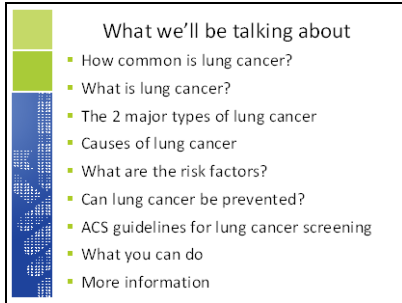 What we'll be talking about
How common is lung cancer?
What is lung cancer?
The 2 major types of lung cancer
Causes of lung cancer
What are the risk factors?
Can lung cancer be prevented?
ACS guidelines for lung cancer screening
What you can do
More information